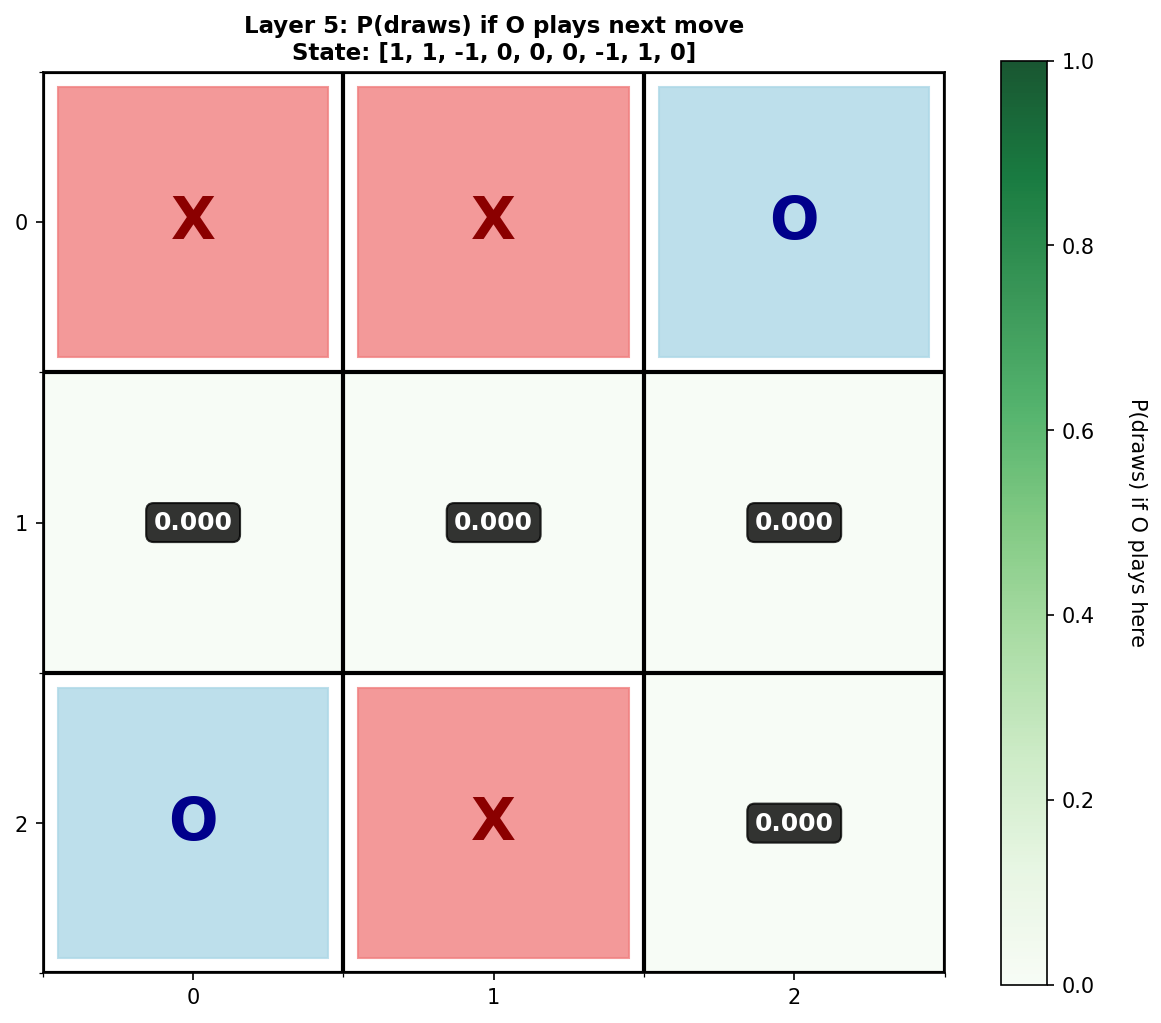 Layer 5: P(draws) if O plays next move
State: [1, 1, -1, 0, 0, 0, -1, 1, 0]
X X O
0.000 0.000 0.000
O X 0.000
0
1
2
0 1 2
1.0
0.8
0.6
0.4
0.2
0.0
P(draws) if O plays here